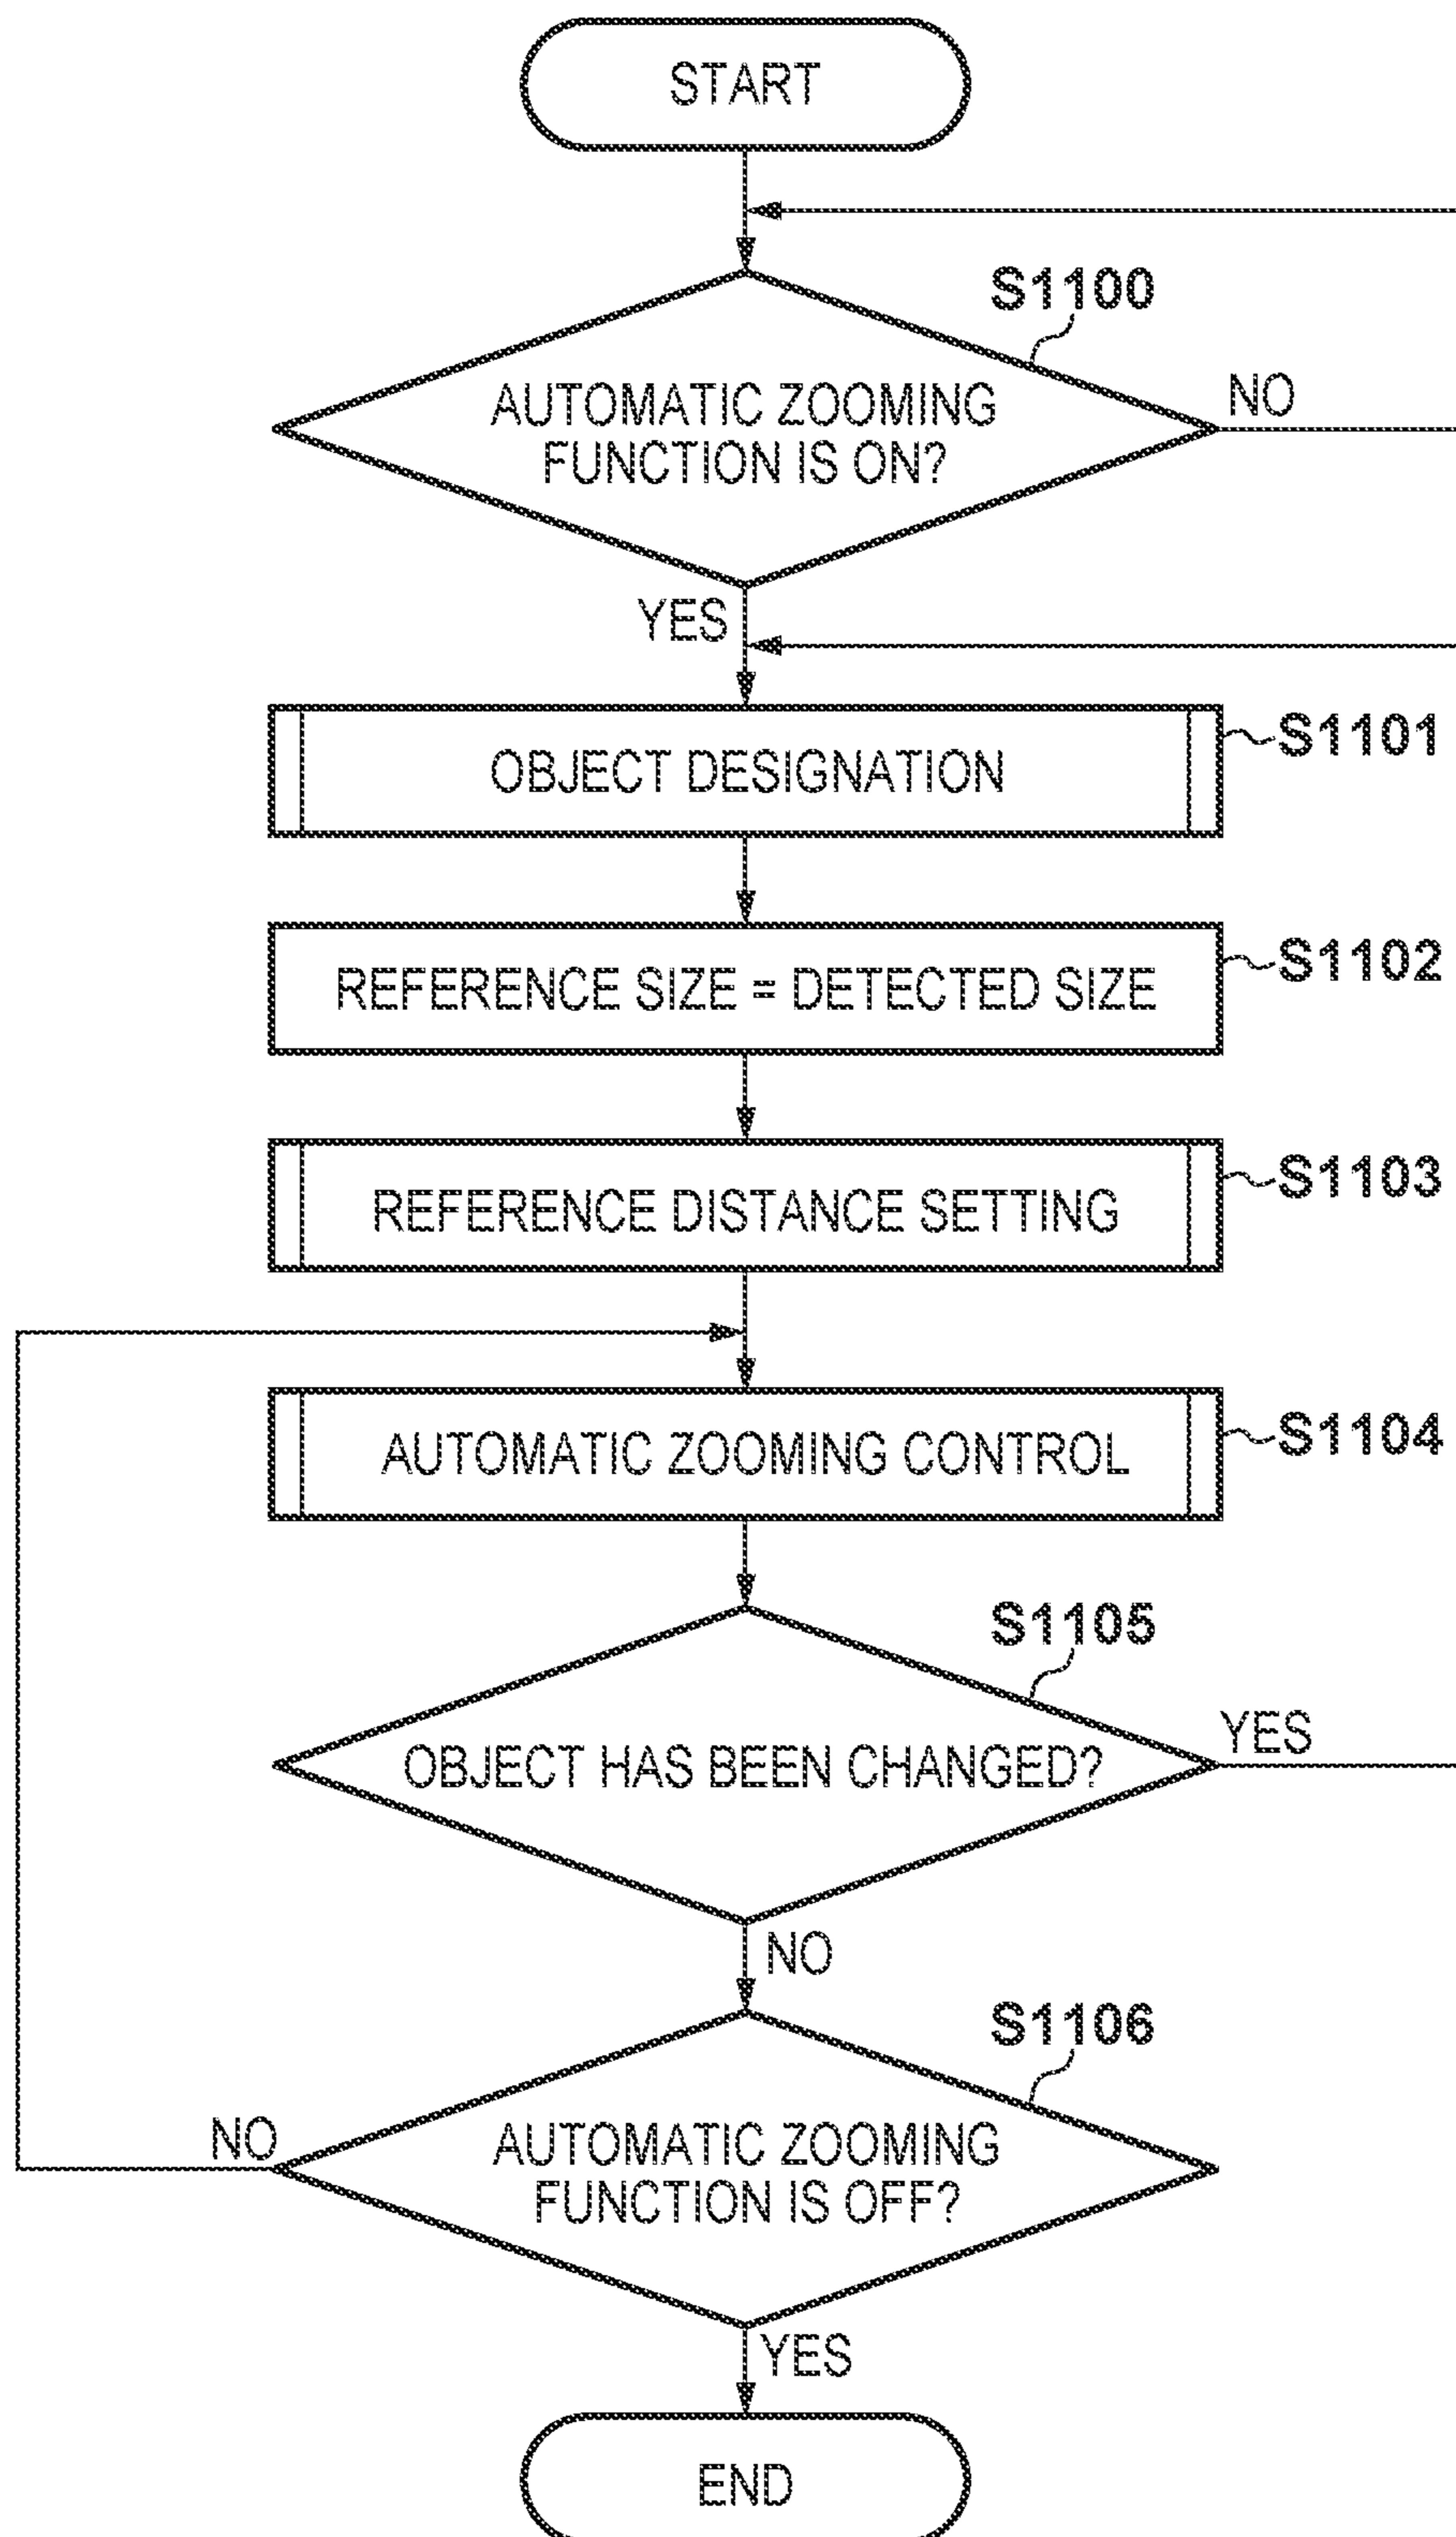 START
S1100
AUTOMATIC ZOOMING
FUNCTION IS ON?
NO
YES
OBJECT DESIGNATION
S1101
REFERENCE SIZE = DETECTED SIZE
S1102
REFERENCE DISTANCE SETTING
S1103
AUTOMATIC ZOOMING CONTROL
S1104
S1105
OBJECT HAS BEEN CHANGED?
YES
NO
S1106
AUTOMATIC ZOOMING
FUNCTION IS OFF?
NO
YES
END